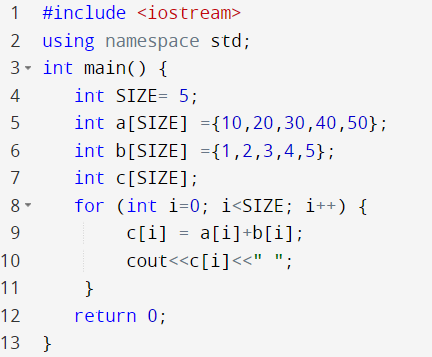 1 #include <iostream>
2 using namespace std;
3 int main() {
4 int SIZE= 5;
5 int a[SIZE] ={10,20,30,40,50};
6 int b[SIZE] ={1,2,3,4,5};
7 int c[SIZE];
8 for (int i=0; i<SIZE; i++) {
9 c[i] = a[i]+b[i];
10 cout<<c[i]<<" ";
11 }
12 return 0;
13 }